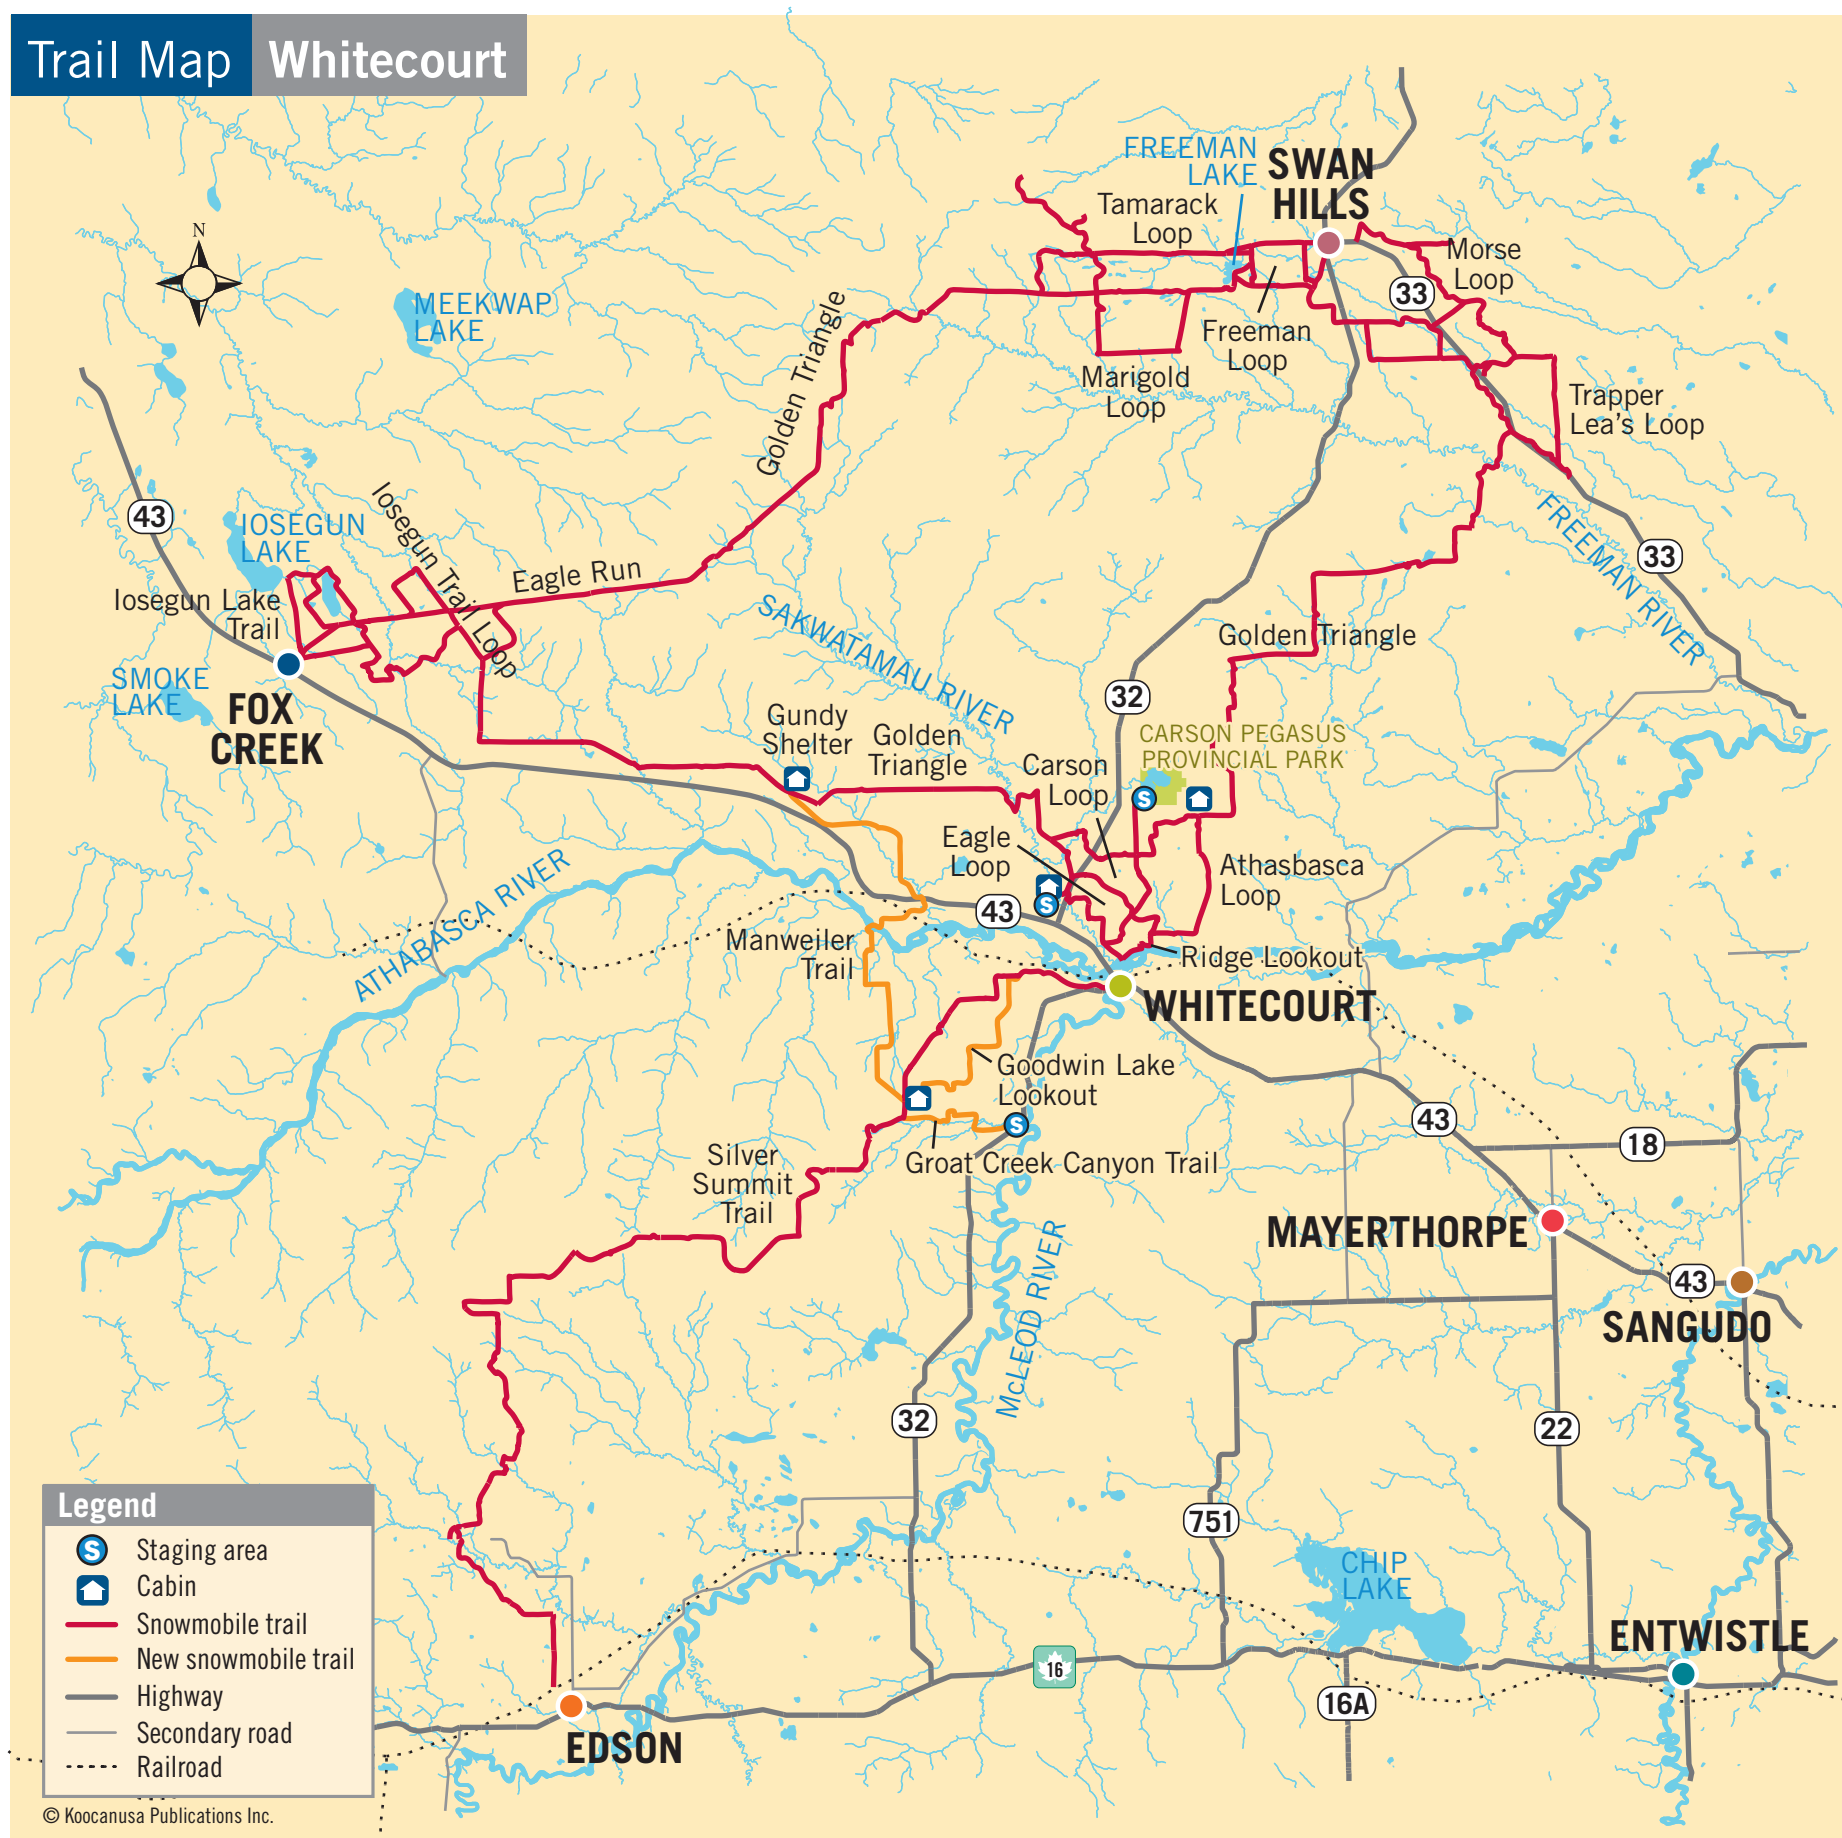 Trail Map Whitecourt
N
FREEMAN
LAKE
SWAN
HILLS
Tamarack
Loop
Morse
Loop
33
MEEKWAP
LAKE
Golden Triangle
Freeman
Loop
Marigold
Loop
Trapper
Lea's Loop
43
IOSEGUN
LAKE
Iosegun Trail Loop
Eagle Run
FREEMAN RIVER
33
Iosegun Lake
Trail
SAKWATAMAU RIVER
Golden Triangle
SMOKE
LAKE
FOX
CREEK
32
Gundy
Shelter
Golden
Triangle
CARSON PEGASUS
PROVINCIAL PARK
Carson
Loop
S
Eagle
Loop
Athasbasca
Loop
S
43
ATHABASCA RIVER
Manweiler
Trail
Ridge Lookout
WHITECOURT
Goodwin Lake
Lookout
S
43
18
Silver
Summit
Trail
Groat Creek Canyon Trail
McLEOD RIVER
MAYERTHORPE
43
SANGUDO
32
22
751
CHIP
LAKE
ENTWISTLE
16
16A
EDSON
Legend
S Staging area
Cabin
Snowmobile trail
New snowmobile trail
Highway
Secondary road
Railroad
© Koocanusa Publications Inc.